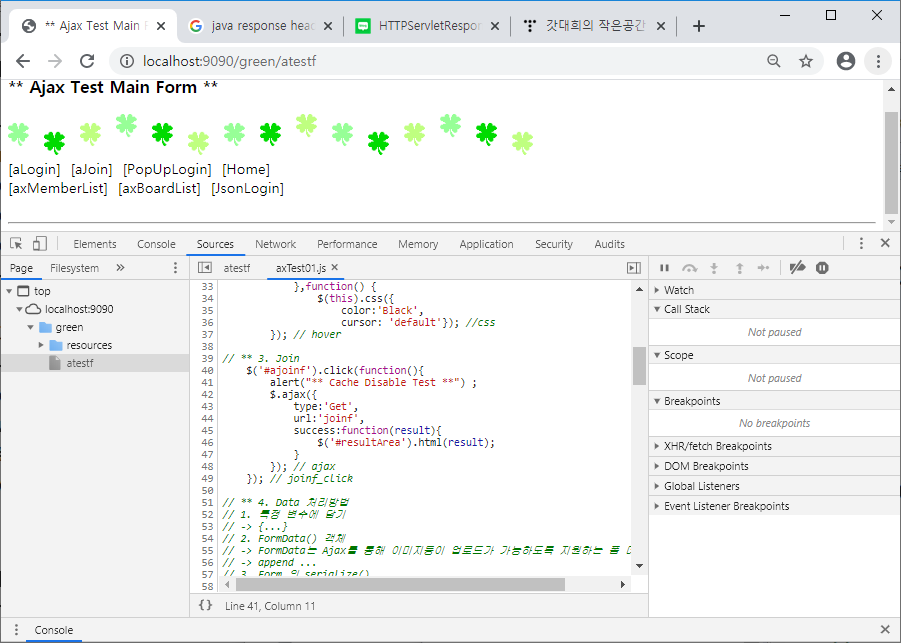 ** Ajax Test Main F
java response head
HTTPServletRespon
갓대희의 작은공간
localhost:9090/green/atestf
** Ajax Test Main Form **
[aLogin] [aJoin] [PopUpLogin] [Home]
[axMemberList] [axBoardList] [JsonLogin]
Elements Console Sources Network Performance Memory Application Security Audits
Page Filesystem »
atestf axTest01.js
top
localhost:9090
green
resources
atestf
33 },function() {
34 $(this).css({
35 color:'Black',
36 cursor: 'default'}); //css
37 }); // hover
38
39 // ** 3. Join
40 $('#ajoinf').click(function(){
41 alert("** Cache Disable Test **") ;
42 $.ajax({
43 type:'Get',
44 url:'joinf',
45 success:function(result){
46 $('#resultArea').html(result);
47 }
48 }); // ajax
49 }); // joinf_click
50
51 // ** 4. Data 처리방법
52 // 1. 특정 변수에 담기
53 // -> {...}
54 // 2. FormData() 객체
55 // -> FormData는 Ajax를 통해 이미지등이 업로드가 가능하도록 지원하는 폼
56 // -> append ...
57 // 3. Form 의 serialize()
58
{} Line 41, Column 11
Watch
Call Stack
Not paused
Scope
Not paused
Breakpoints
No breakpoints
XHR/fetch Breakpoints
DOM Breakpoints
Global Listeners
Event Listener Breakpoints
Console